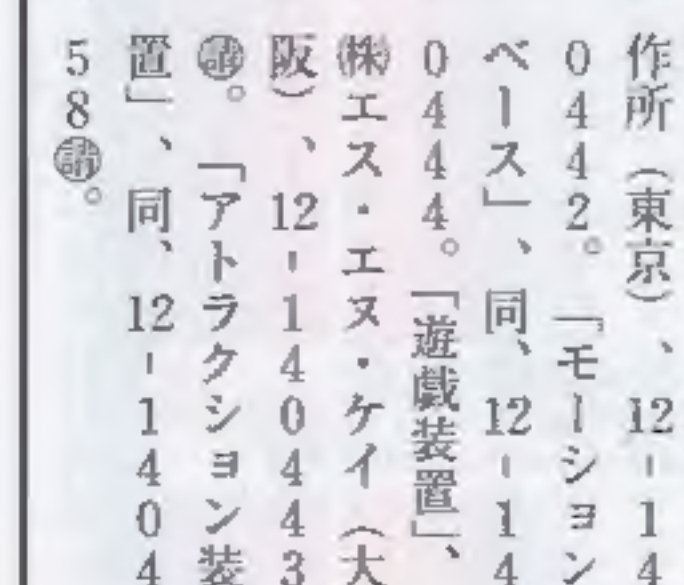 作所（東京）、12-14
0442。「モーション
ベース」、同、12-14
0444。「遊戯装置」、
㈱エス・エヌ・ケイ（大
阪）、12-140443
。「アトラクション装
置」、同、12-1404
58。